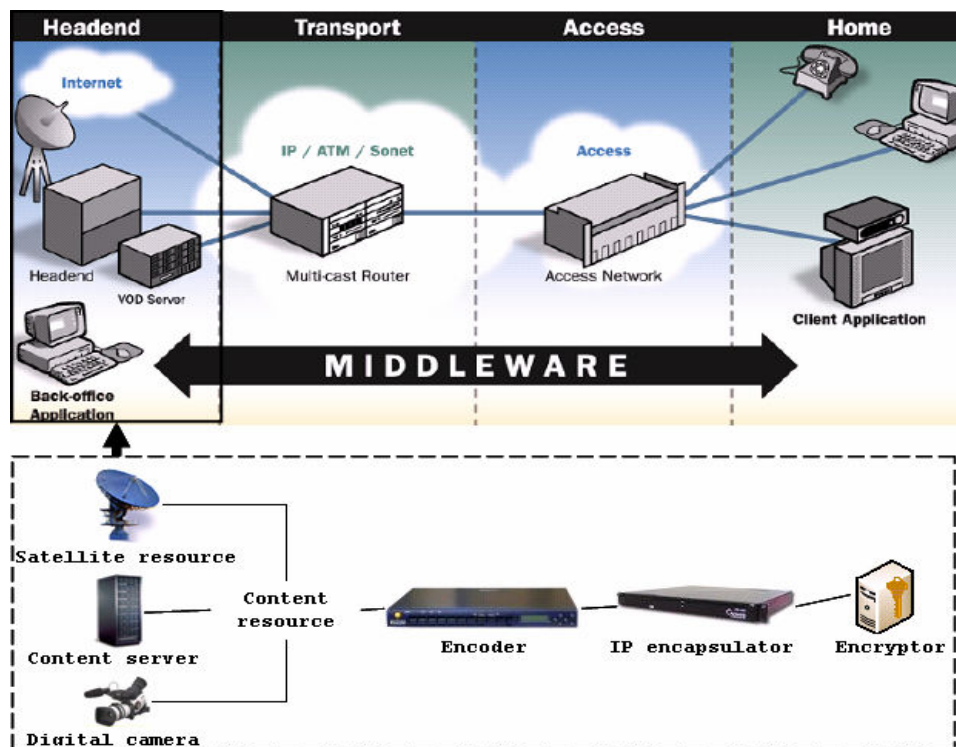 Headend
Transport
Access
Home
Internet
IP / ATM / Sonet
Access
Headend
VOD Server
Multi-cast Router
Access Network
Client Application
MIDDLEWARE
Back-office
Application
Satellite resource
Content
resource
Content server
Encoder
IP encapsulator
Encryptor
Digital camera